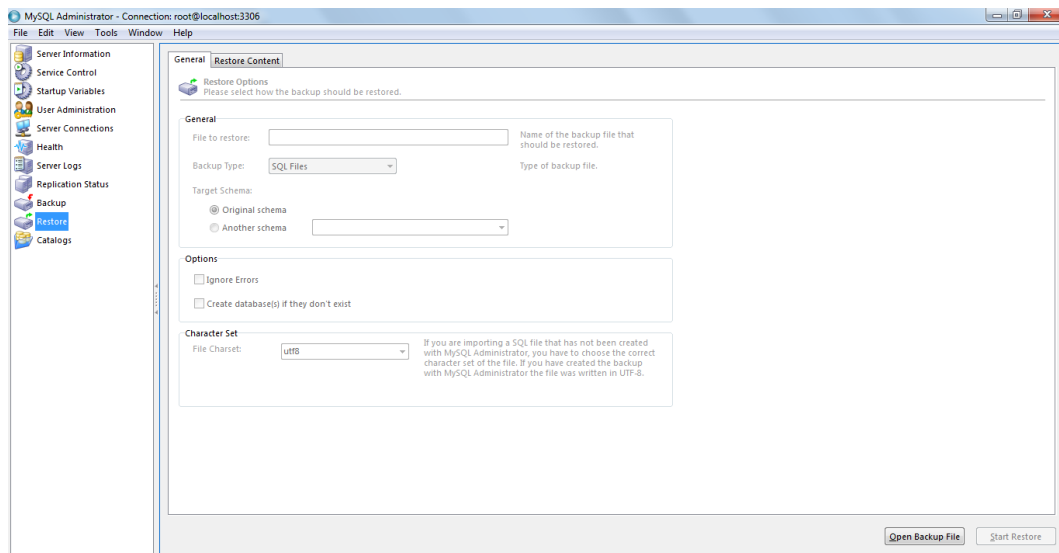 MySQL Administrator - Connection: root@localhost:3306
File Edit View Tools Window Help
Server Information
Service Control
Startup Variables
User Administration
Server Connections
Health
Server Logs
Replication Status
Backup
Restore
Catalogs
General Restore Content
Restore Options
Please select how the backup should be restored.
General
File to restore:
Name of the backup file that
should be restored.
Backup Type: SQL Files Type of backup file.
Target Schema:
Original schema
Another schema
Options
Ignore Errors
Create database(s) if they don't exist
Character Set
File Charset: utf8
If you are importing a SQL file that has not been created
with MySQL Administrator, you have to choose the correct
character set of the file. If you have created the backup
with MySQL Administrator the file was written in UTF-8.
Open Backup File Start Restore